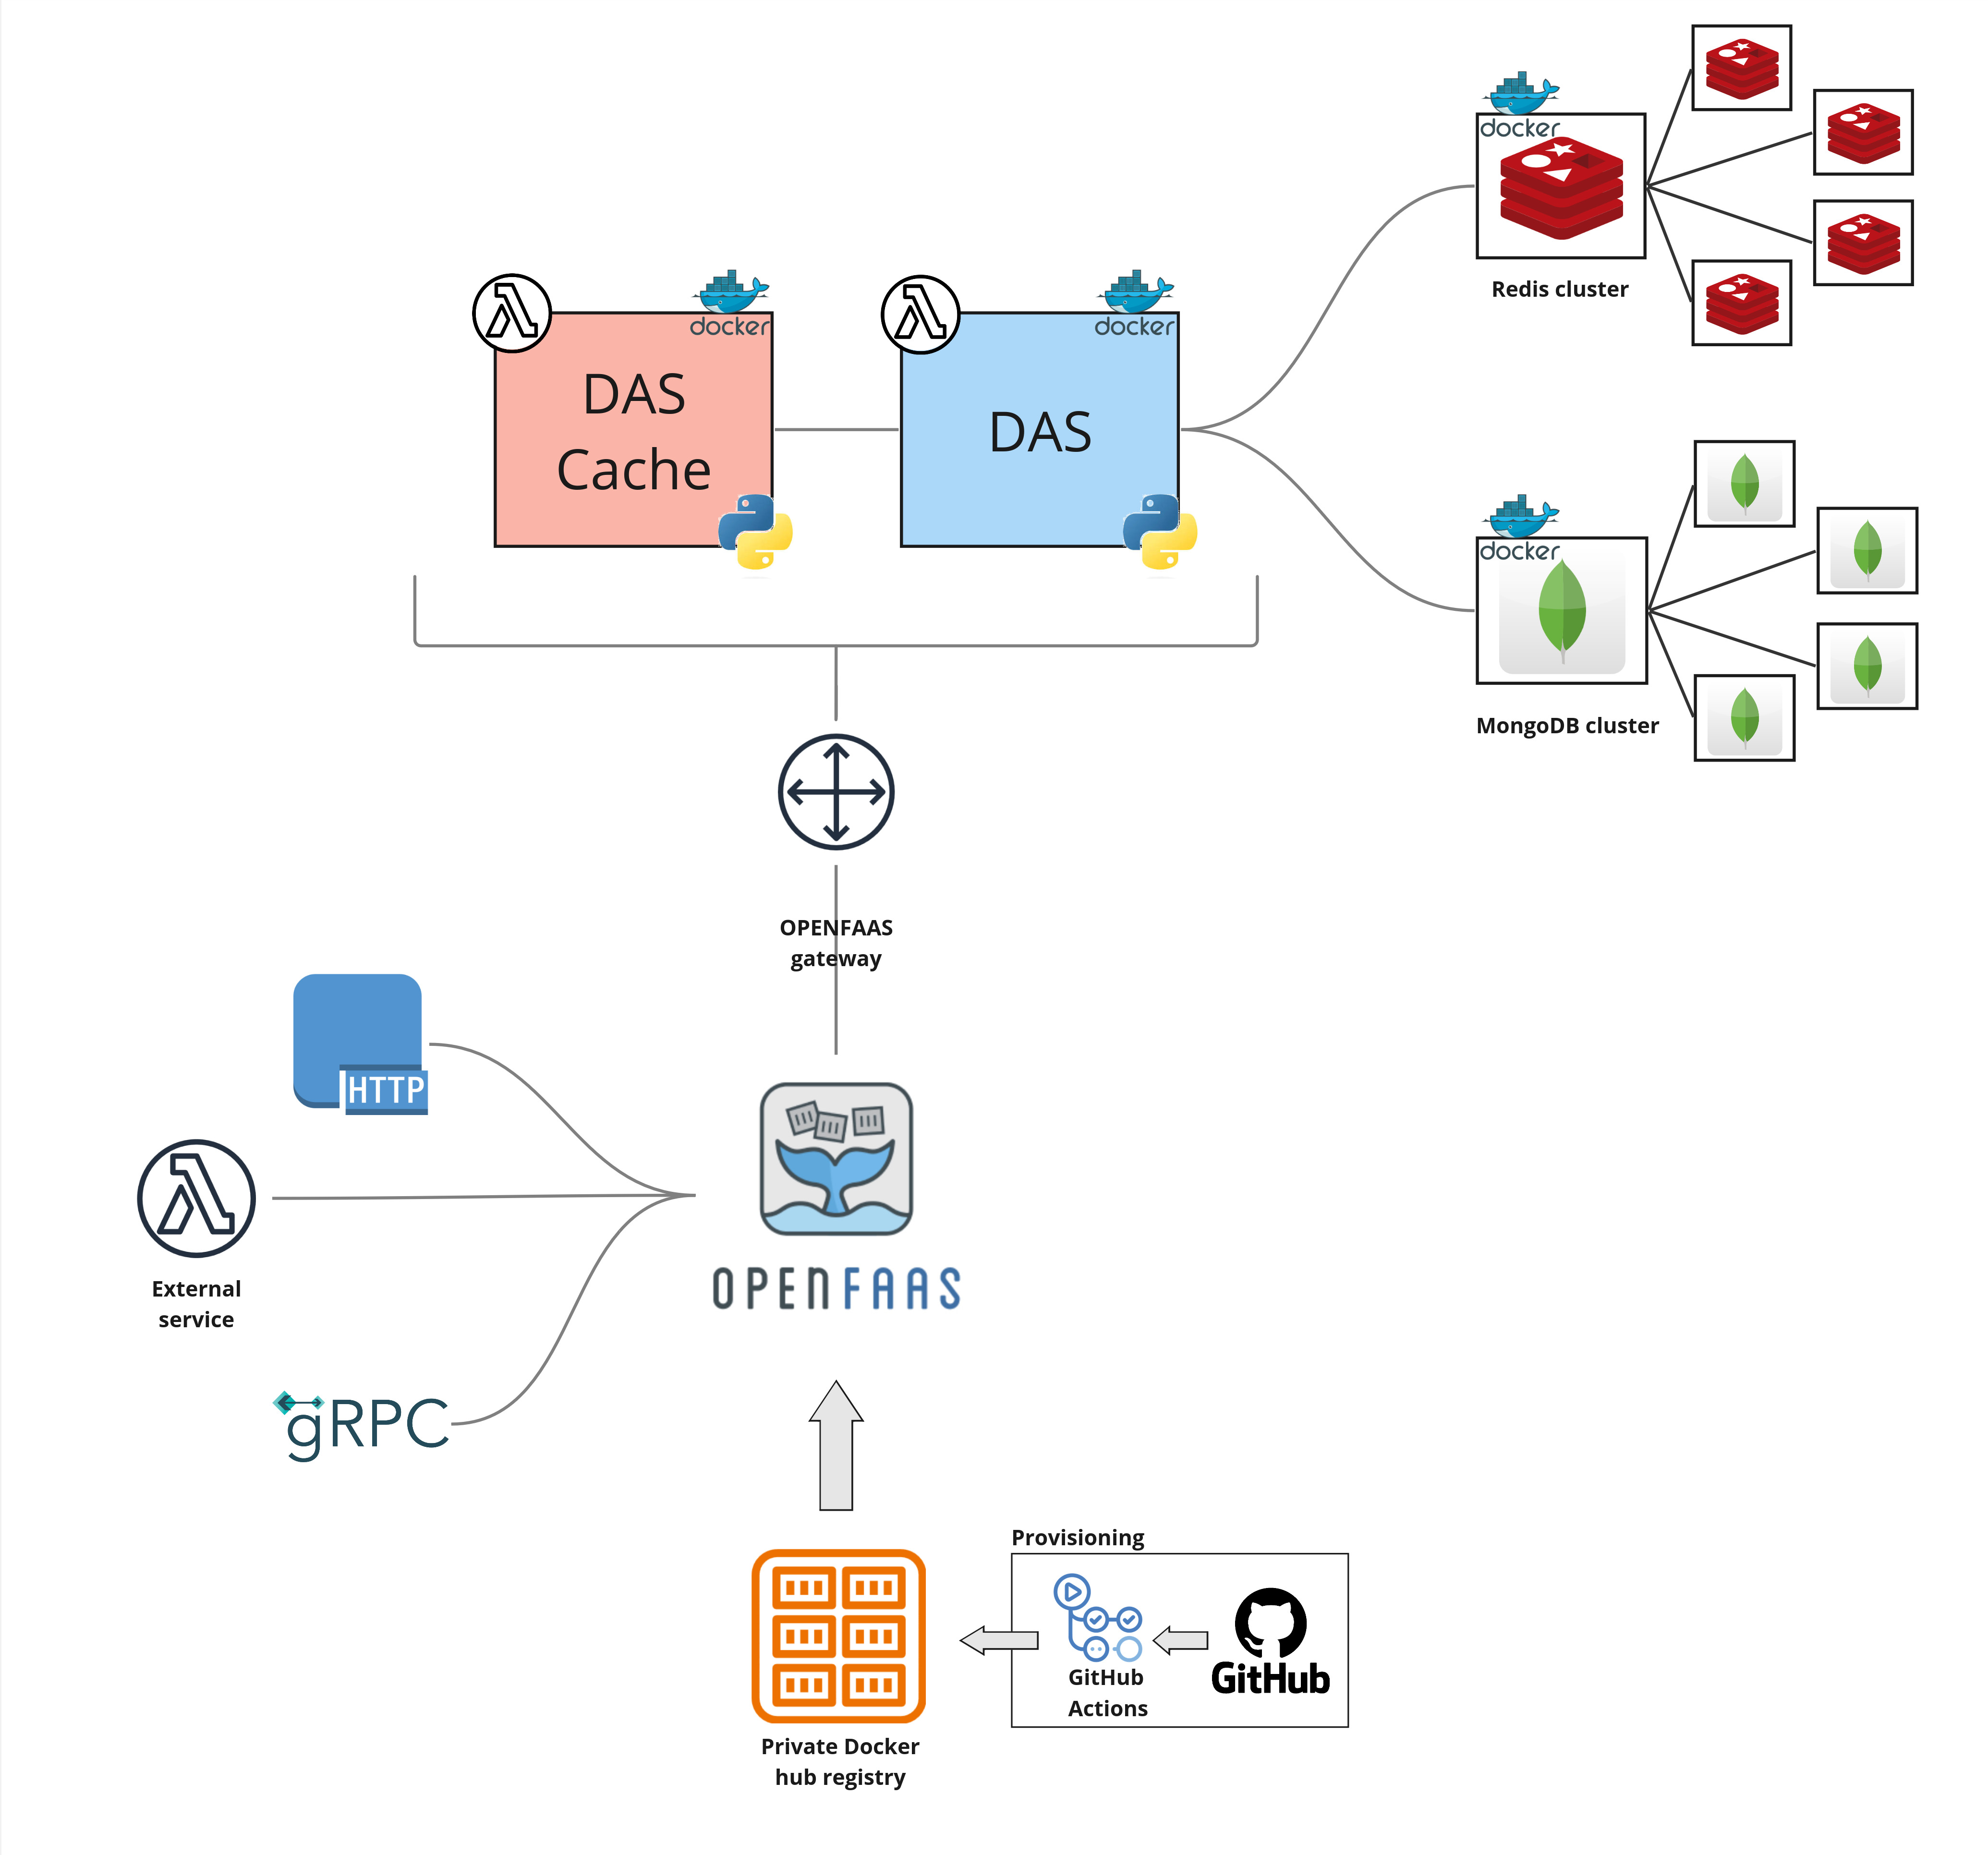 docker
Redis cluster
docker
docker
DAS
Cache
DAS
docker
MongoDB cluster
OPENFAAS
gateway
HTTP
External
service
OPENFAAS
gRPC
Provisioning
GitHub
Actions
GitHub
Private Docker
hub registry